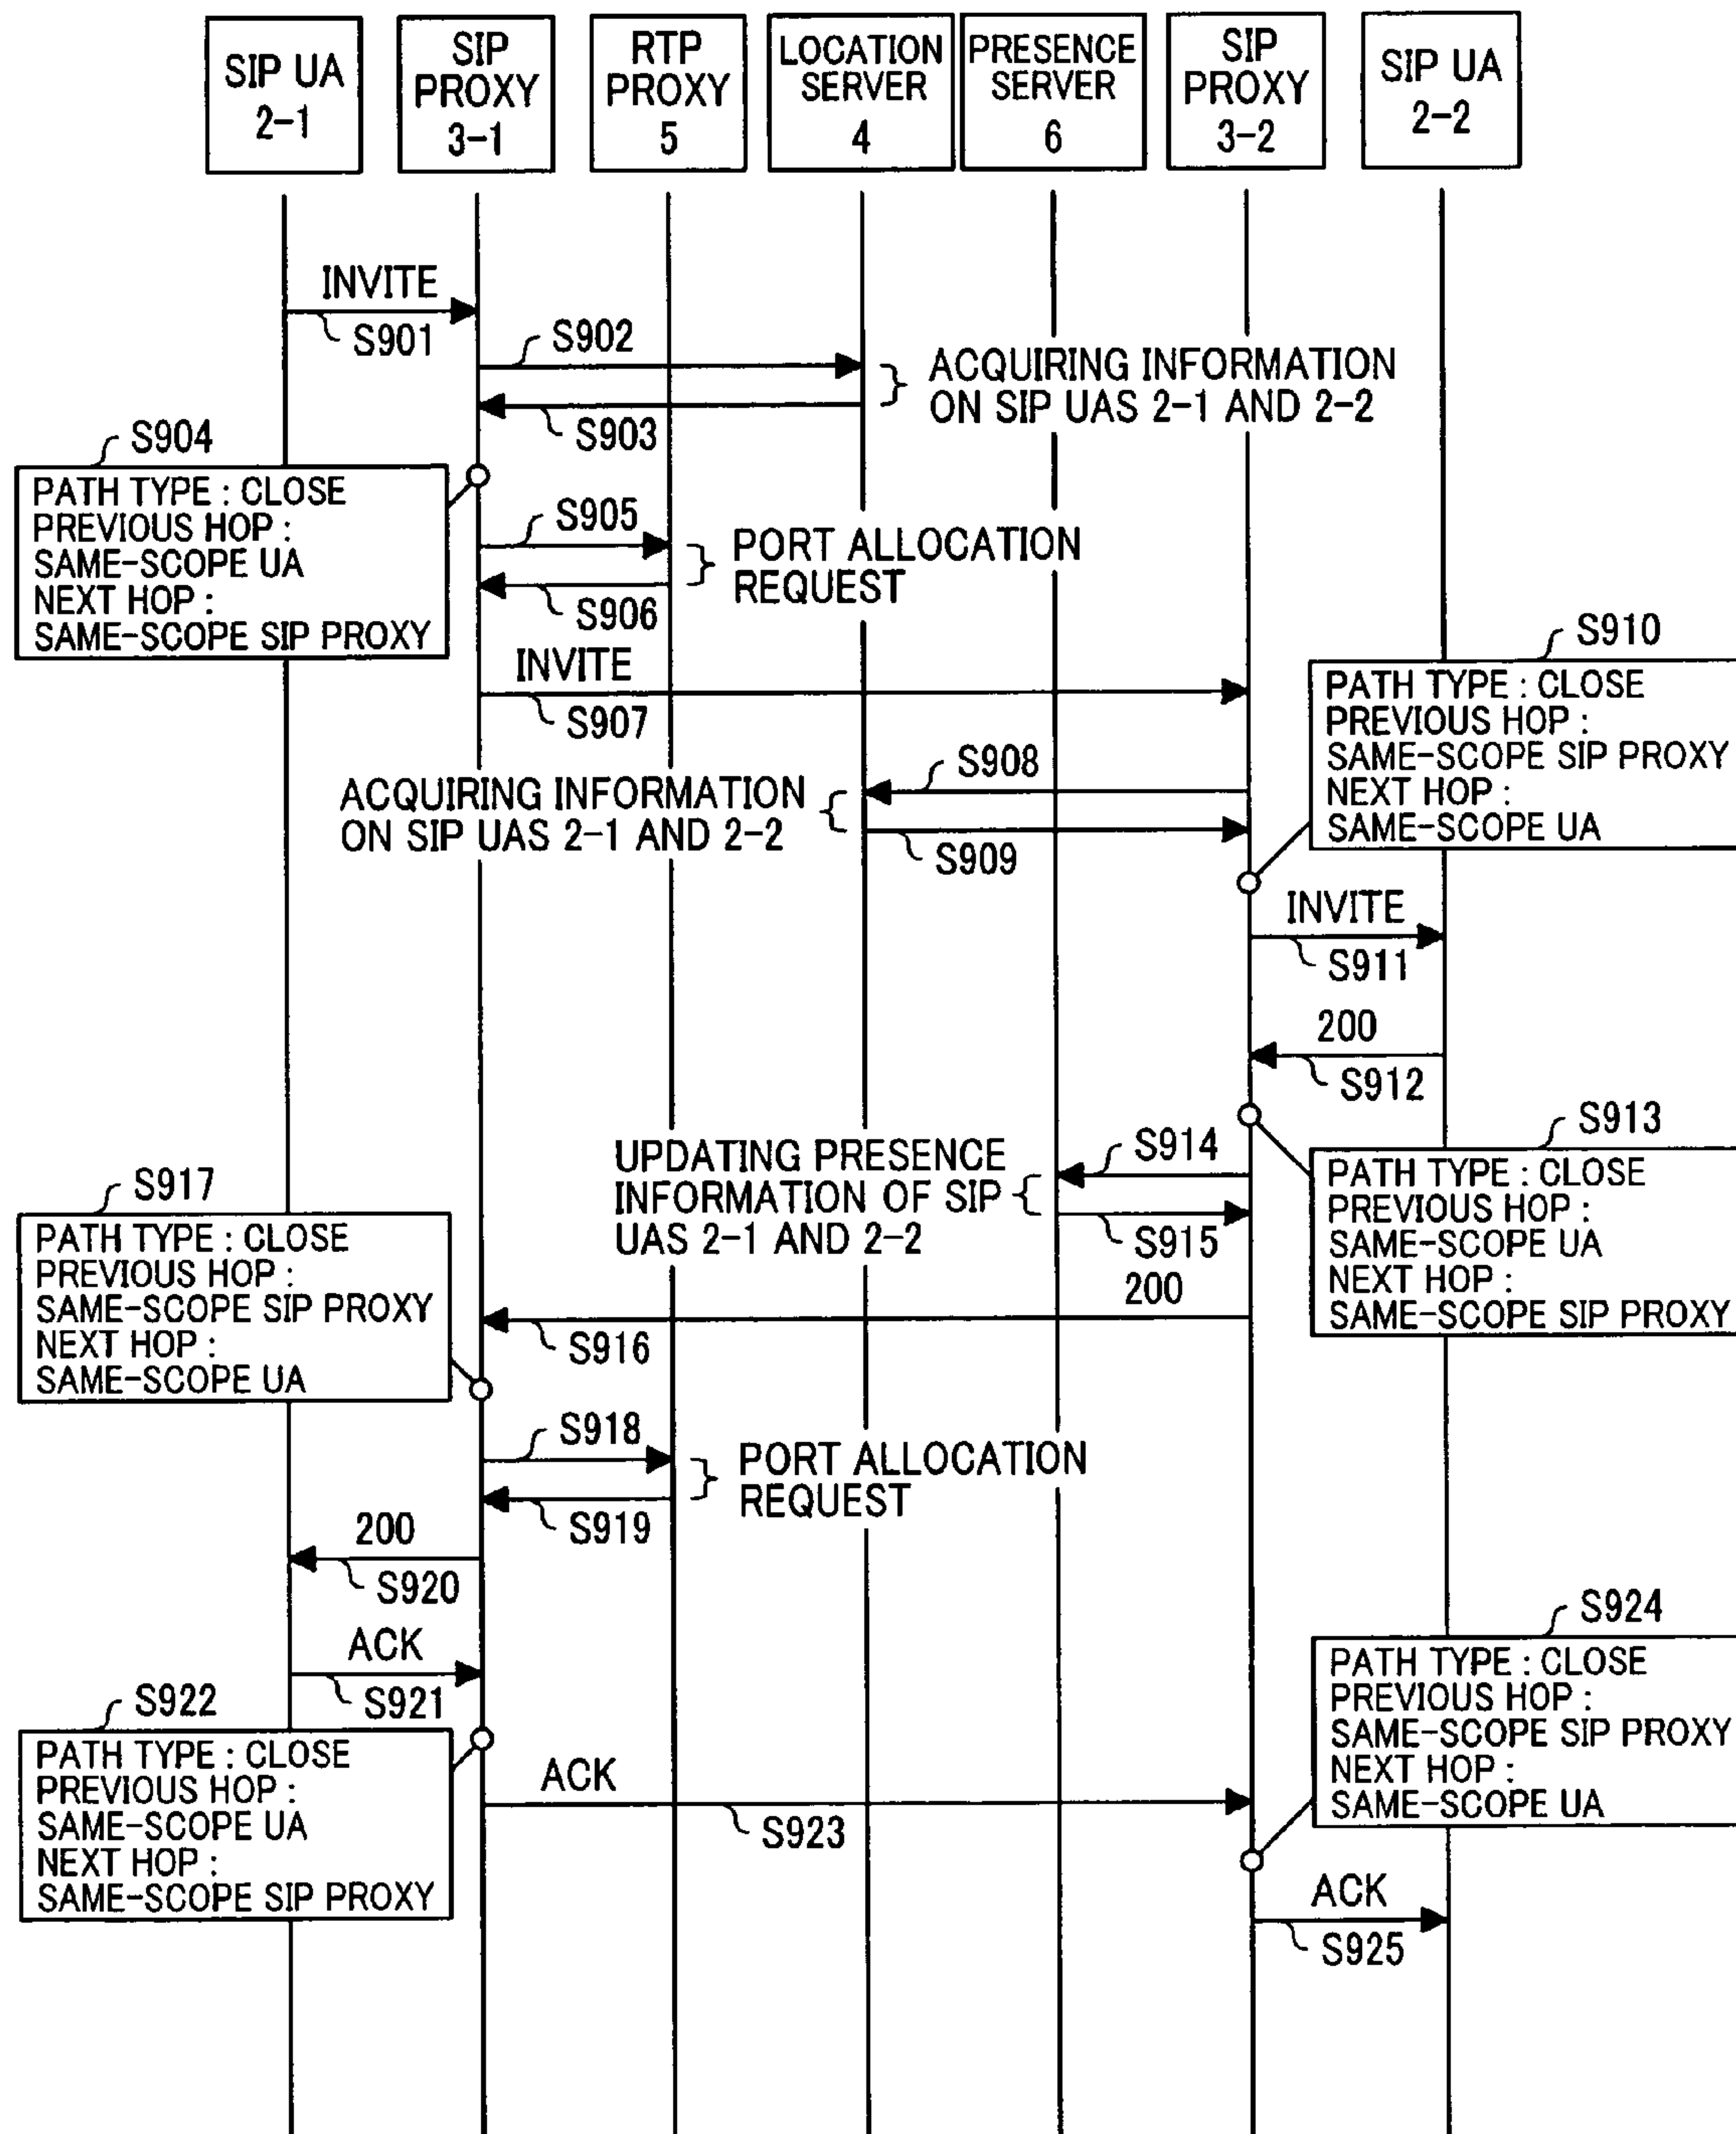 SIP UA
2-1
SIP
PROXY
3-1
RTP
PROXY
5
LOCATION
SERVER
4
PRESENCE
SERVER
6
SIP
PROXY
3-2
SIP UA
2-2
INVITE
S901
S902
ACQUIRING INFORMATION
ON SIP UAS 2-1 AND 2-2
S903
S904
PATH TYPE : CLOSE
PREVIOUS HOP :
SAME-SCOPE UA
NEXT HOP :
SAME-SCOPE SIP PROXY
S905
PORT ALLOCATION
REQUEST
S906
INVITE
S907
S908
ACQUIRING INFORMATION
ON SIP UAS 2-1 AND 2-2
S909
S910
PATH TYPE : CLOSE
PREVIOUS HOP :
SAME-SCOPE SIP PROXY
NEXT HOP :
SAME-SCOPE UA
INVITE
S911
200
S912
S913
PATH TYPE : CLOSE
PREVIOUS HOP :
SAME-SCOPE UA
NEXT HOP :
SAME-SCOPE SIP PROXY
S914
UPDATING PRESENCE
INFORMATION OF SIP
UAS 2-1 AND 2-2
S915
200
S916
S917
PATH TYPE : CLOSE
PREVIOUS HOP :
SAME-SCOPE SIP PROXY
NEXT HOP :
SAME-SCOPE UA
S918
PORT ALLOCATION
REQUEST
S919
200
S920
ACK
S921
S922
PATH TYPE : CLOSE
PREVIOUS HOP :
SAME-SCOPE UA
NEXT HOP :
SAME-SCOPE SIP PROXY
ACK
S923
S924
PATH TYPE : CLOSE
PREVIOUS HOP :
SAME-SCOPE SIP PROXY
NEXT HOP :
SAME-SCOPE UA
ACK
S925